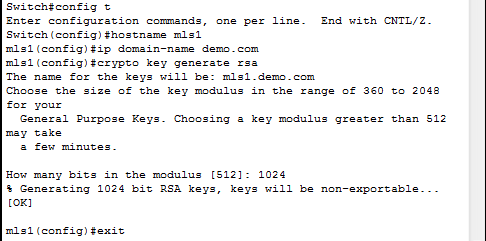 Switch#config t
Enter configuration commands, one per line.  End with CNTL/Z.
Switch(config)#hostname mls1
mls1(config)#ip domain-name demo.com
mls1(config)#crypto key generate rsa
The name for the keys will be: mls1.demo.com
Choose the size of the key modulus in the range of 360 to 2048
for your
  General Purpose Keys. Choosing a key modulus greater than 512
may take
  a few minutes.

How many bits in the modulus [512]: 1024
% Generating 1024 bit RSA keys, keys will be non-exportable...
[OK]

mls1(config)#exit